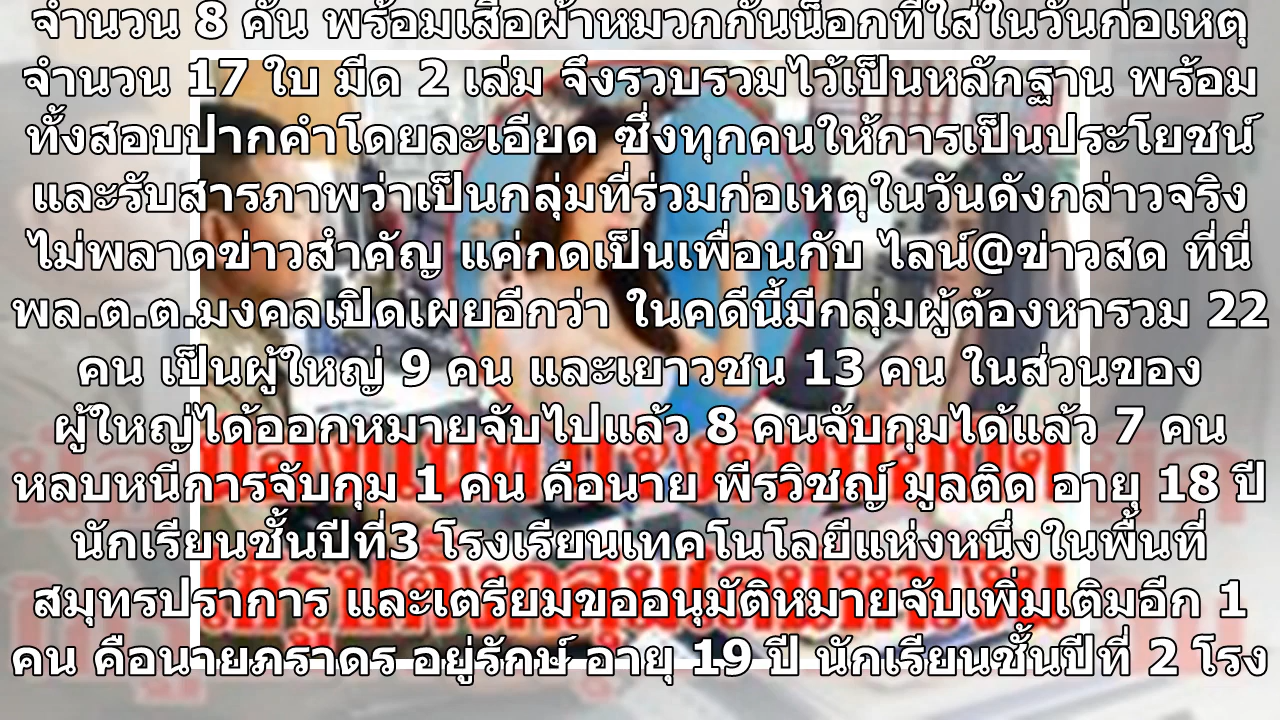 จำนวน 8 คัน พร้อมเสื้อผ้าหมวกกันน็อกที่ใส่ในวันก่อเหตุ
จำนวน 17 ใบ มีด 2 เล่ม จึงรวบรวมไว้เป็นหลักฐาน พร้อม
ทั้งสอบปากคำโดยละเอียด ซึ่งทุกคนให้การเป็นประโยชน์
และรับสารภาพว่าเป็นกลุ่มที่ร่วมก่อเหตุในวันดังกล่าวจริง
ไม่พลาดข่าวสำคัญ แค่กดเป็นเพื่อนกับ ไลน์@ข่าวสด ที่นี่
พล.ต.ต.มงคลเปิดเผยอีกว่า ในคดีนี้มีกลุ่มผู้ต้องหารวม 22
คน เป็นผู้ใหญ่ 9 คน และเยาวชน 13 คน ในส่วนของ
ผู้ใหญ่ได้ออกหมายจับไปแล้ว 8 คนจับกุมได้แล้ว 7 คน
หลบหนีการจับกุม 1 คน คือนาย พีรวิชญ์ มูลติด อายุ 18 ปี
นักเรียนชั้นปีที่3 โรงเรียนเทคโนโลยีแห่งหนึ่งในพื้นที่
สมุทรปราการ และเตรียมขออนุมัติหมายจับเพิ่มเติมอีก 1
คน คือนายภราดร อยู่รักษ์ อายุ 19 ปี นักเรียนชั้นปีที่ 2 โรง